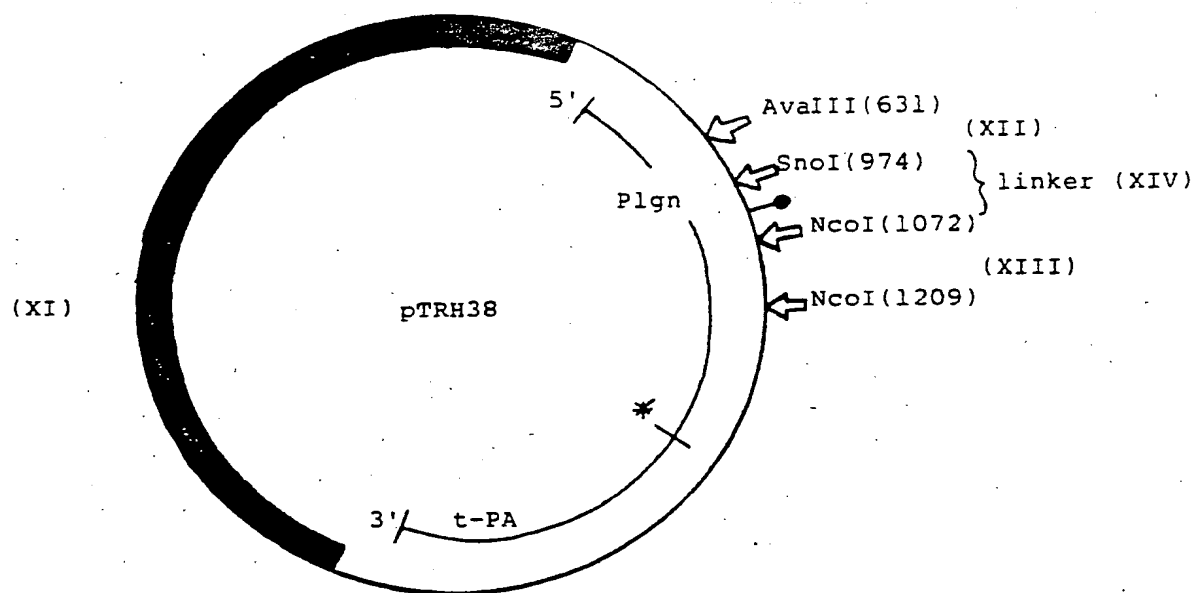 5'
AvaIII(631)
(XII)
SnoI(974)
linker (XIV)
Plgn
NcoI(1072)
(XIII)
(XI)
pTRH38
NcoI(1209)
*
3'
t-PA